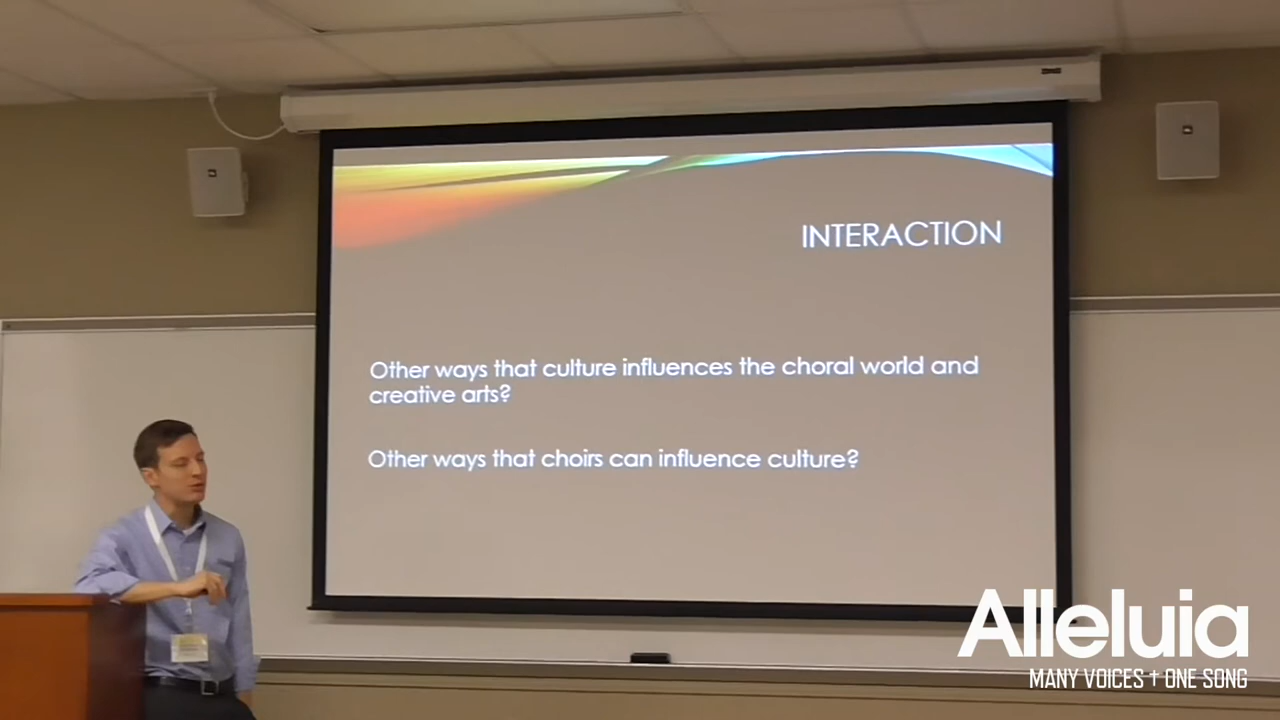 INTERACTION
Other ways that culture influences the choral world and
creative arts?
Other ways that choirs can influence culture?
Alleluia
MANY VOICES † ONE SONG